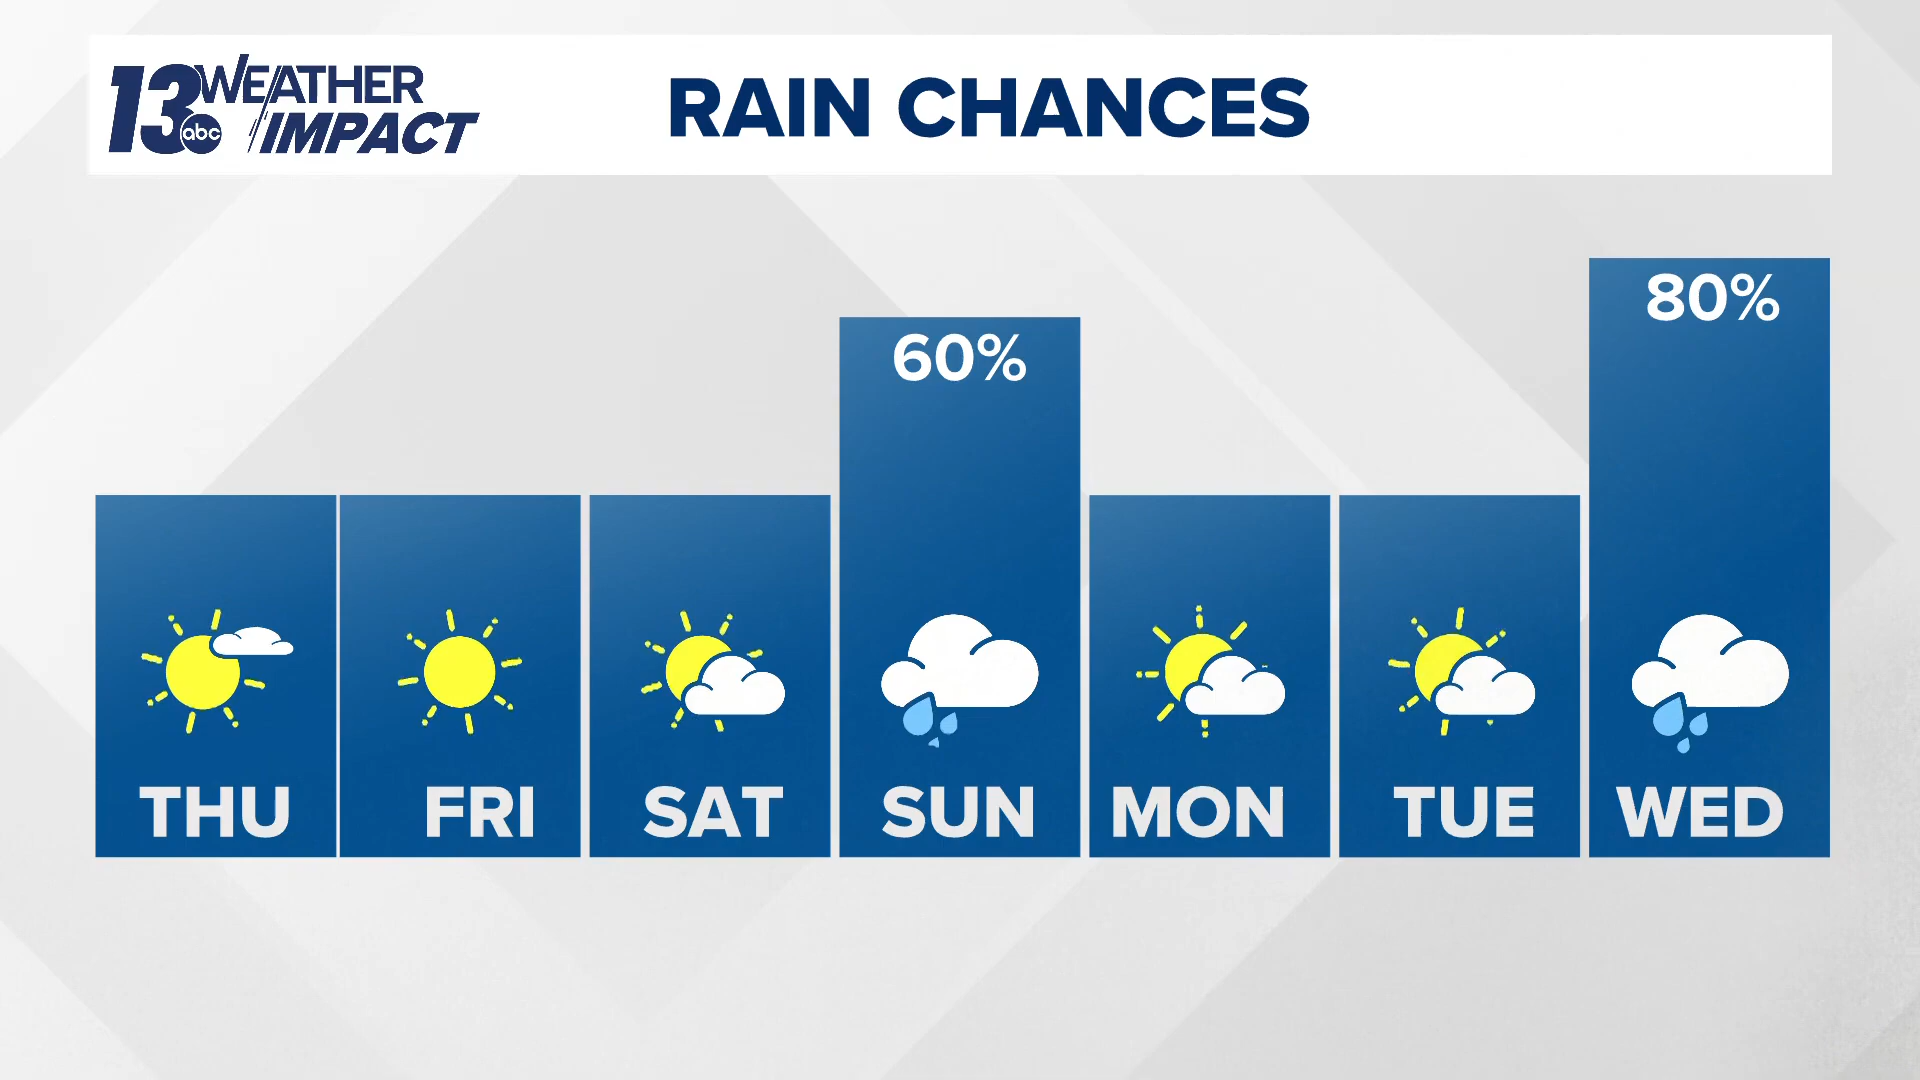 13 WEATHER
abc IMPACT
RAIN CHANCES
80%
60%
THU FRI SAT SUN MON TUE WED